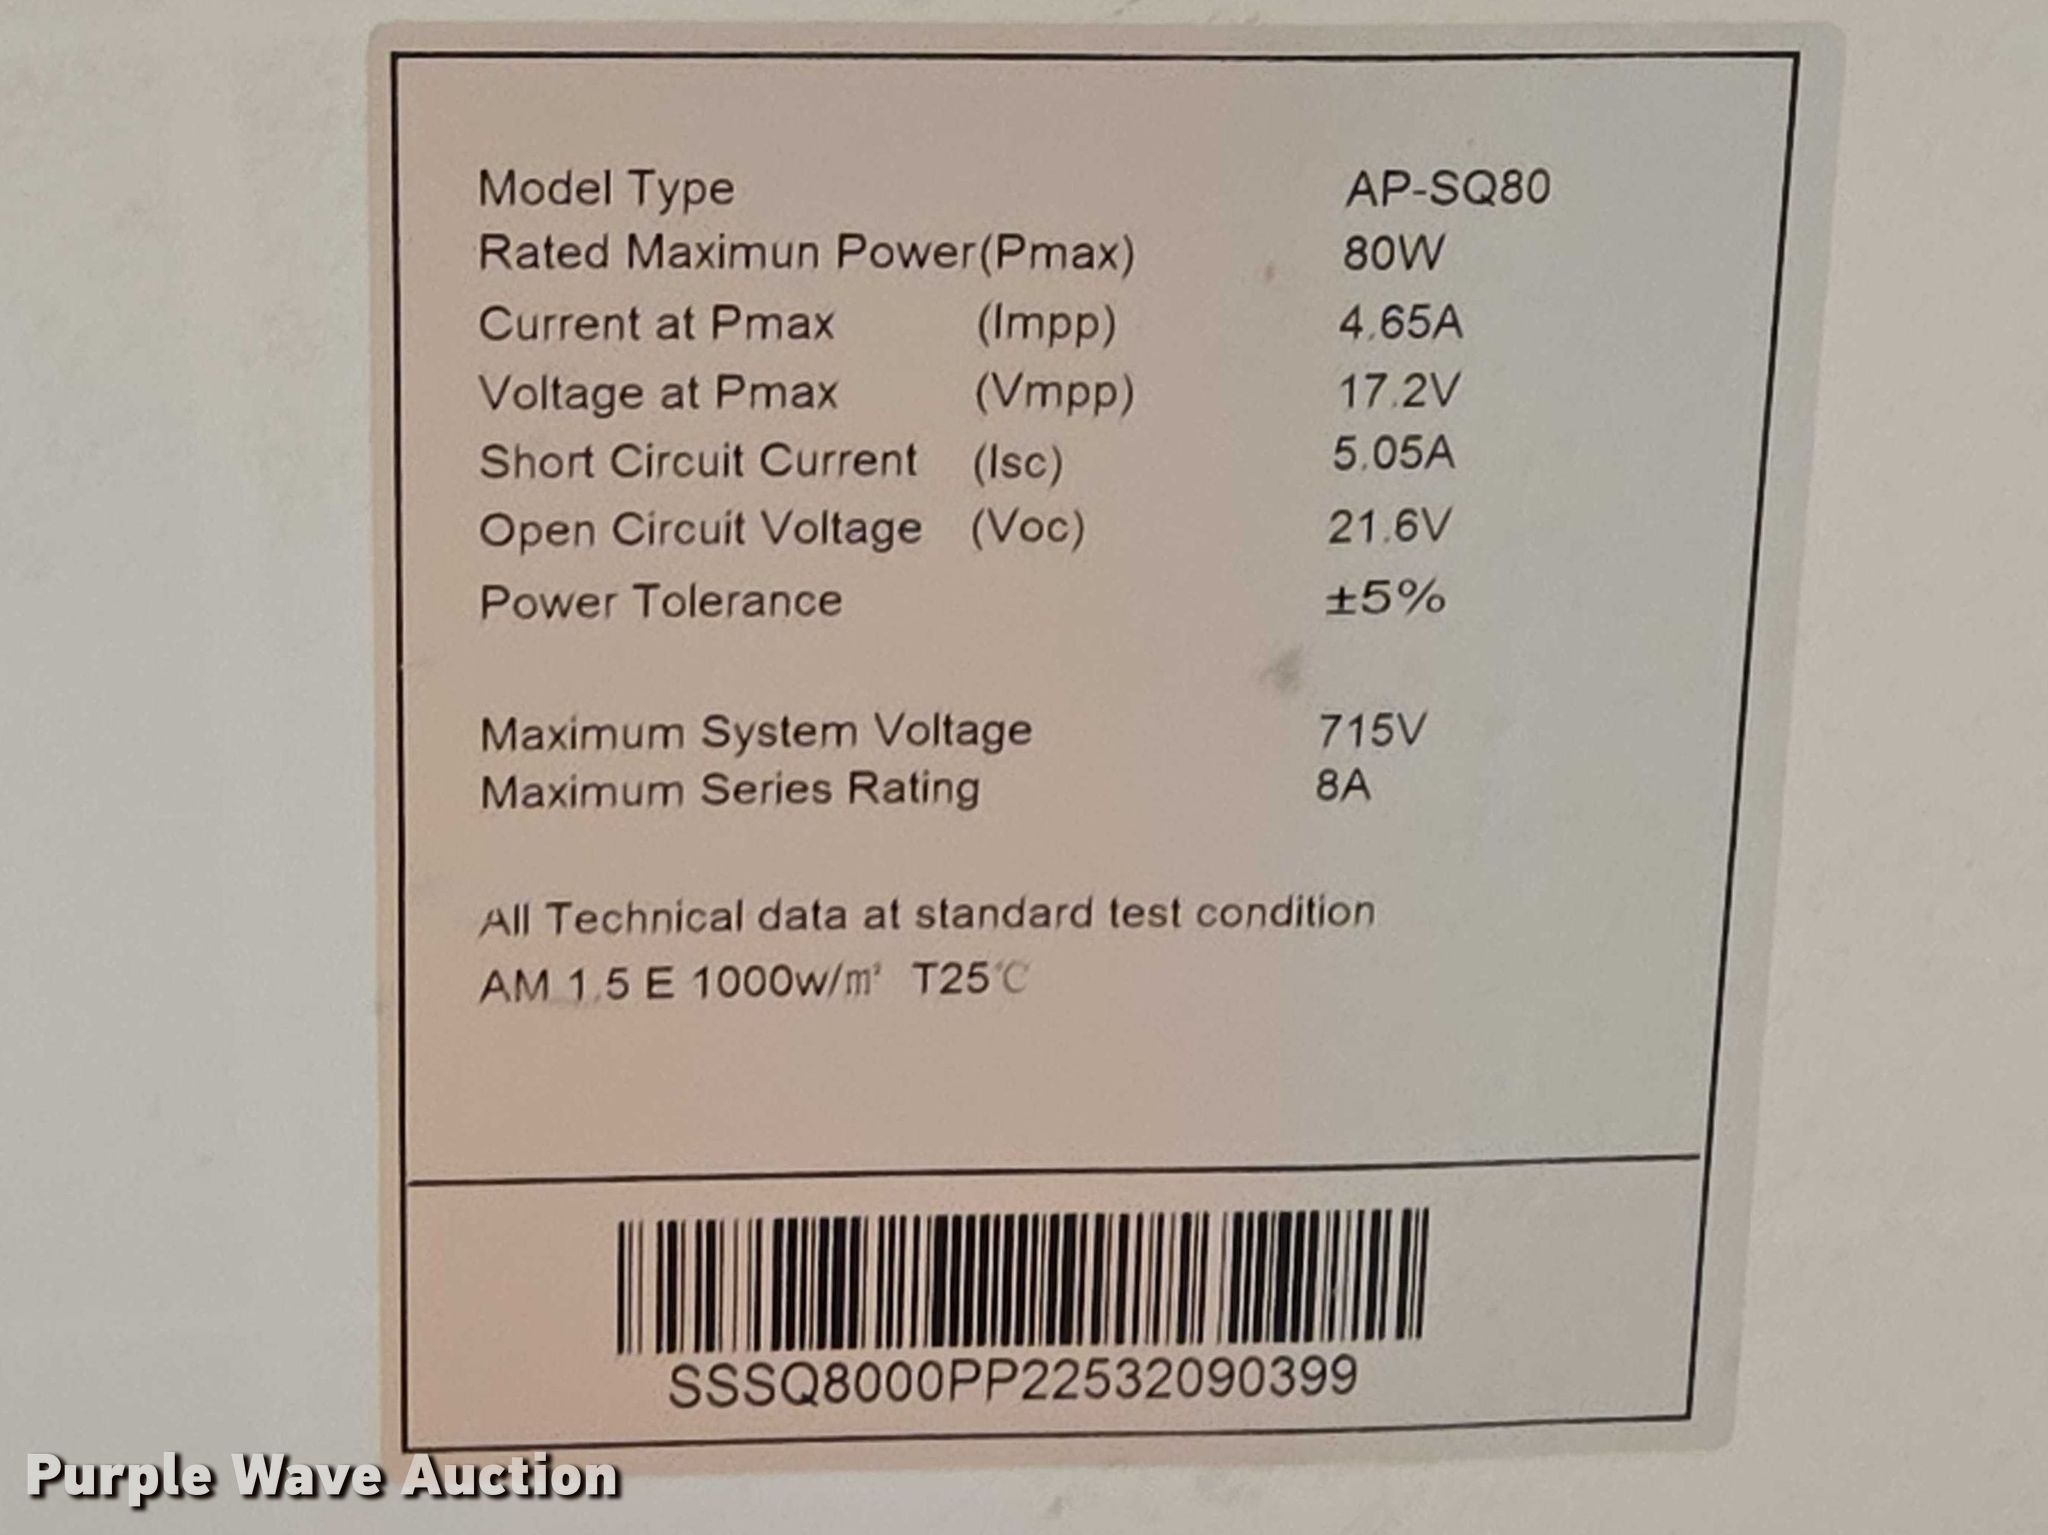 Model Type AP-SQ80
Rated Maximun Power(Pmax) 80W
Current at Pmax (Impp) 4.65A
Voltage at Pmax (Vmpp) 17.2V
Short Circuit Current (Isc) 5.05A
Open Circuit Voltage (Voc) 21.6V
Power Tolerance ±5%
Maximum System Voltage 715V
Maximum Series Rating 8A
All Technical data at standard test condition
AM 1.5 E 1000w/m² T25℃
SSSQ8000PP22532090399
Purple Wave Auction